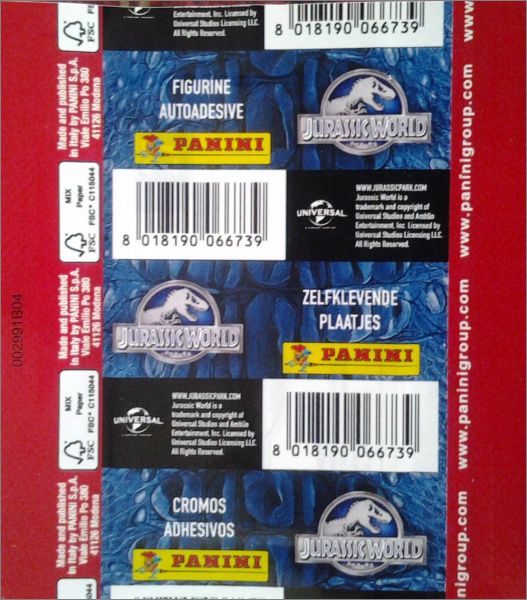 Entertainment, Inc. Licensed by
Universal Studios Licensing LLC.
All Rights Reserved.
8 018190 066739
FSC
FIGURINE
AUTOADESIVE
PANINI
JURASSIC WORLD
Made and published
in Italy by PANINI S.p.A.
Viale Emilio Po 380
41126 Modena
www.paninigroup.com
8 018190 066739
UNIVERSAL
WWW.JURASSICPARK.COM
Jurassic World is a
trademark and copyright of
Universal Studios and Amblin
Entertainment, Inc. Licensed by
Universal Studios Licensing LLC.
All Rights Reserved.
MIX
Paper
FSC® C115044
FSC
JURASSIC WORLD
ZELFKLEVENDE
PLAATJES
PANINI
Made and published
in Italy by PANINI S.p.A.
Viale Emilio Po 380
41126 Modena
002991B04
www.paninigroup.com
UNIVERSAL
WWW.JURASSICPARK.COM
Jurassic World is a
trademark and copyright of
Universal Studios and Amblin
Entertainment, Inc. Licensed by
Universal Studios Licensing LLC.
All Rights Reserved.
8 018190 066739
MIX
Paper
FSC® C115044
FSC
CROMOS
ADHESIVOS
PANINI
JURASSIC WORLD
Made and published
in Italy by PANINI S.p.A.
Viale Emilio Po 380
41126 Modena
nigroup.com